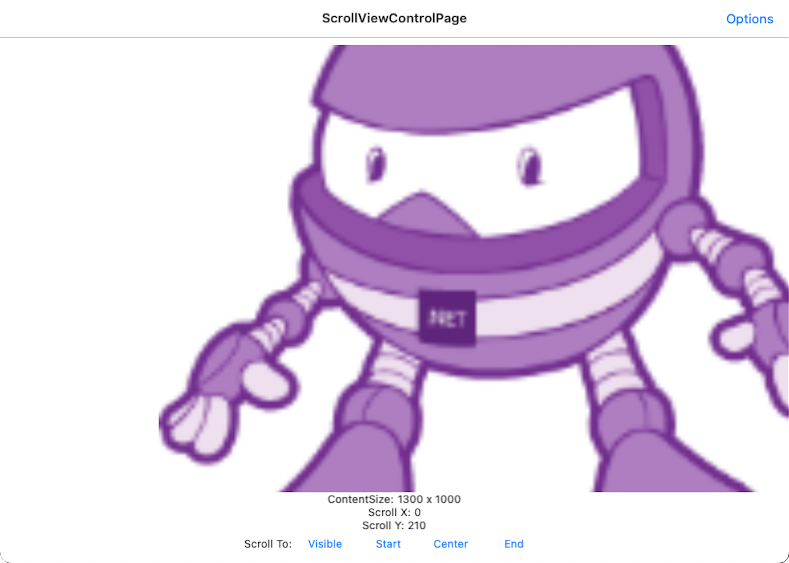 ScrollViewControlPage
Options
.NET
ContentSize: 1300 x 1000
Scroll X: 0
Scroll Y: 210
Scroll To: Visible Start Center End